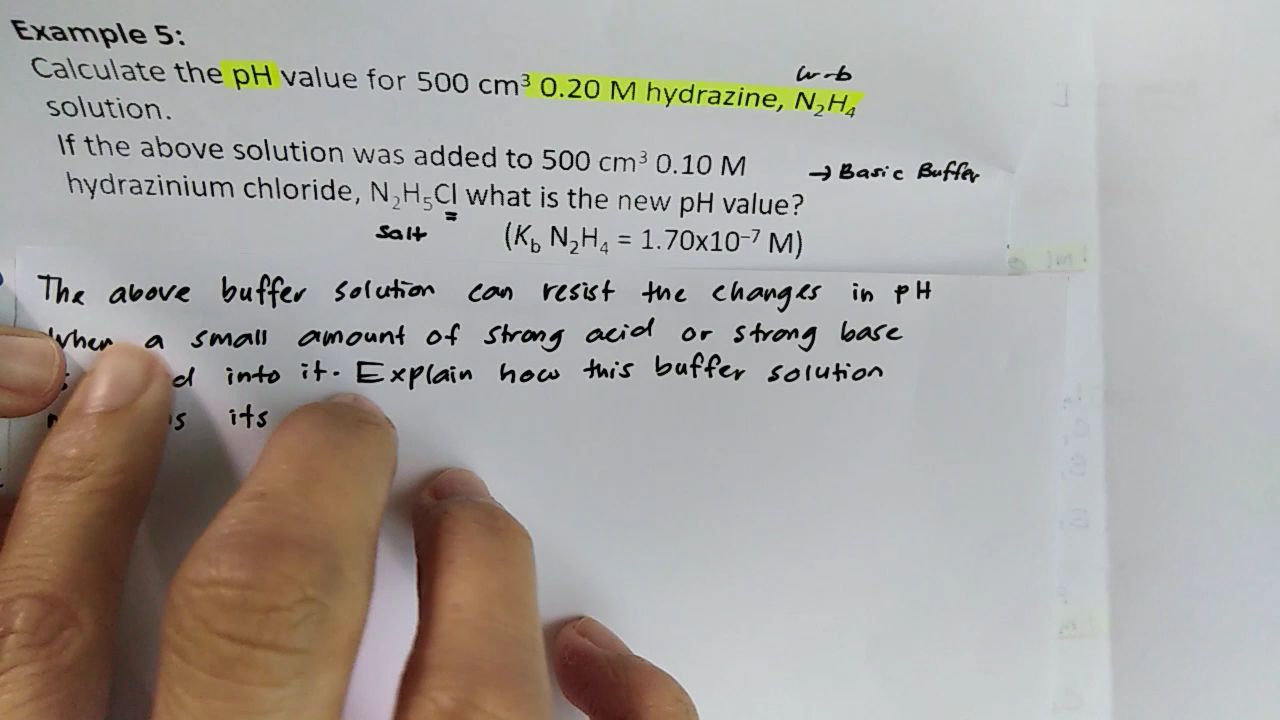 Example 5:
w-b
Calculate the pH value for 500 cm³ 0.20 M hydrazine, N₂H₄
solution.
If the above solution was added to 500 cm³ 0.10 M
→ Basic Buffer
hydrazinium chloride, N₂H₅Cl what is the new pH value?
Salt
(K_b N₂H₄ = 1.70x10⁻⁷ M)
The above buffer solution can resist the changes in pH
When a small amount of strong acid or strong base
into it. Explain how this buffer solution
its